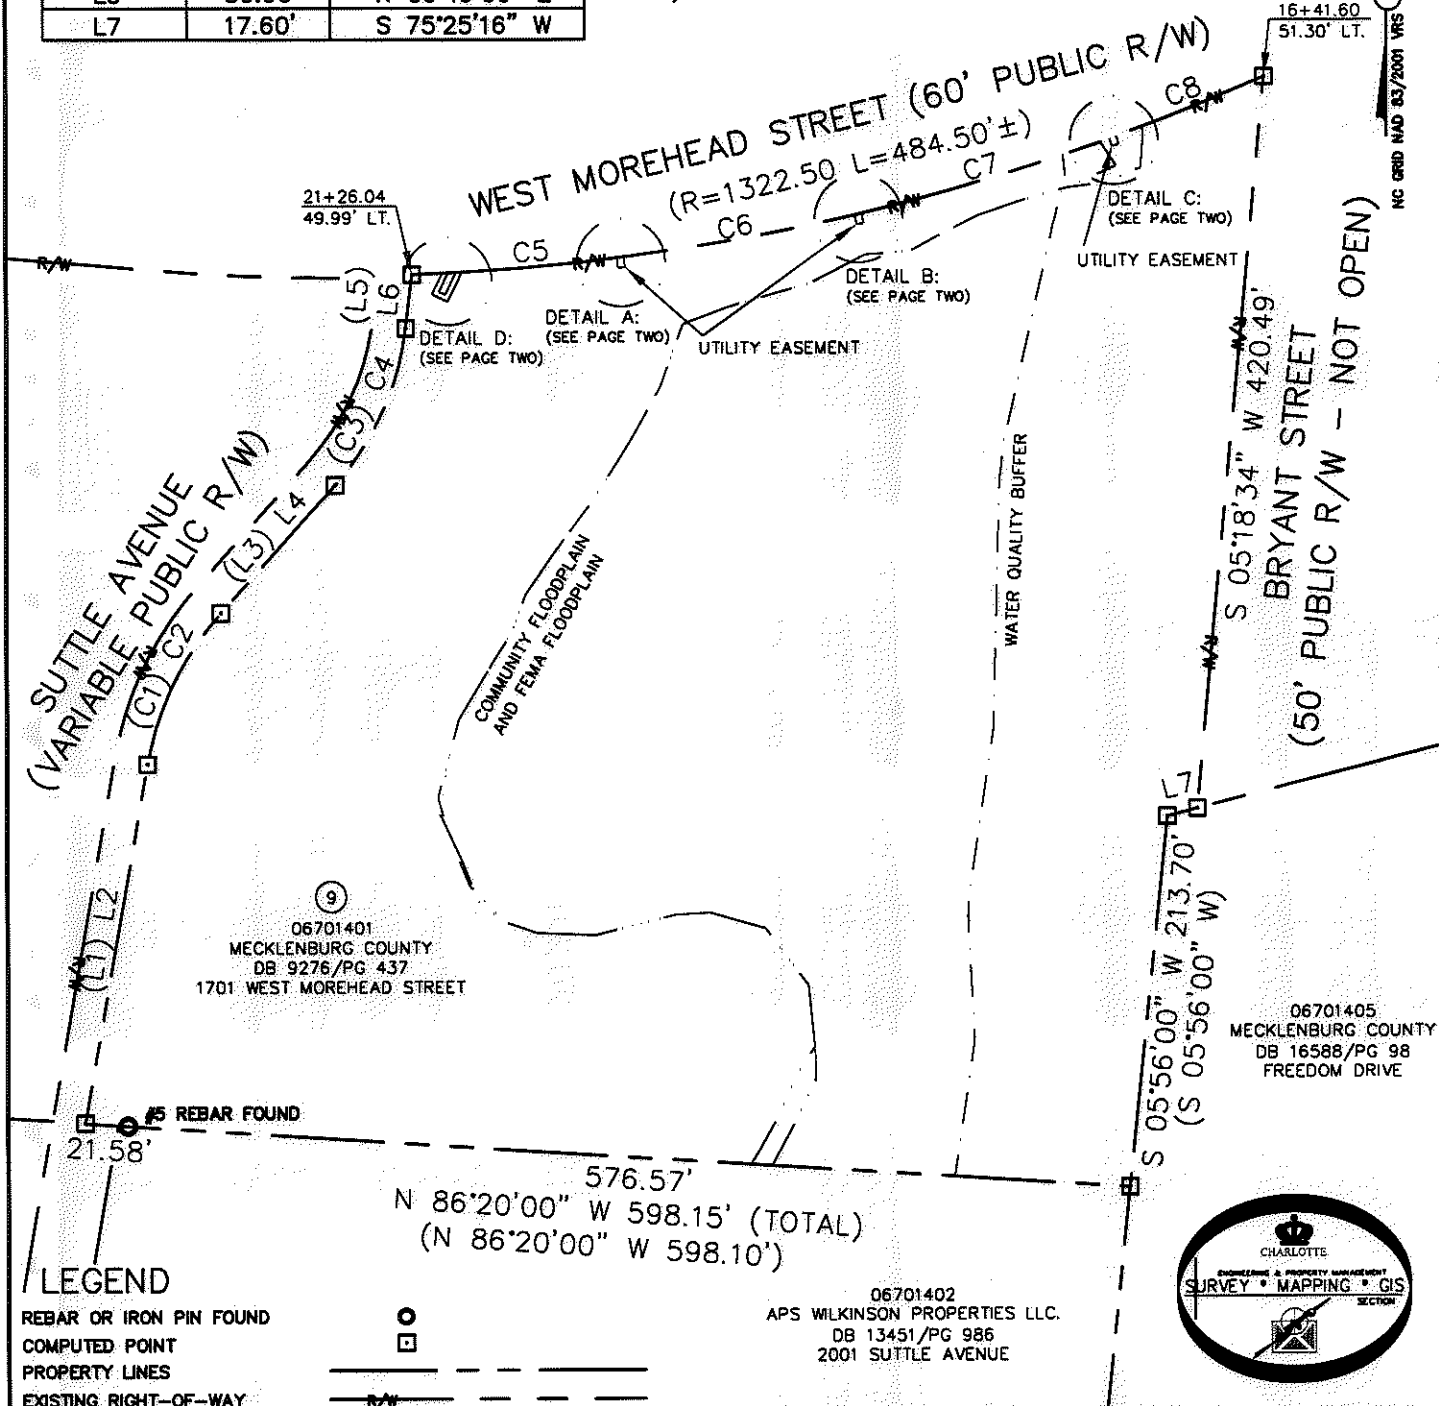 L7 17.60' S 75°25'16" W
16+41.60
51.30' LT.
NC GRID NAD 83/2001 VRS
WEST MOREHEAD STREET (60' PUBLIC R/W)
(R=1322.50 L=484.50'±)
21+26.04
49.99' LT.
R/W
C5
R/W
C6
R/W
C7
C8
R/W
DETAIL C:
(SEE PAGE TWO)
UTILITY EASEMENT
DETAIL B:
(SEE PAGE TWO)
DETAIL A:
(SEE PAGE TWO)
UTILITY EASEMENT
DETAIL D:
(SEE PAGE TWO)
(L5)
L6
C4
(C3)
R/W
L4
(L3)
C2
(C1)
R/W
SUTTLE AVENUE
(VARIABLE PUBLIC R/W)
COMMUNITY FLOODPLAIN
AND FEMA FLOODPLAIN
WATER QUALITY BUFFER
R/W
S 05°18'34" W 420.49'
R/W
BRYANT STREET
(50' PUBLIC R/W - NOT OPEN)
L7
L2
(L1)
R/W
9
06701401
MECKLENBURG COUNTY
DB 9276/PG 437
1701 WEST MOREHEAD STREET
S 05°56'00" W 213.70'
(S 05°56'00" W)
06701405
MECKLENBURG COUNTY
DB 16588/PG 98
FREEDOM DRIVE
#5 REBAR FOUND
21.58'
576.57'
N 86°20'00" W 598.15' (TOTAL)
(N 86°20'00" W 598.10')
06701402
APS WILKINSON PROPERTIES LLC.
DB 13451/PG 986
2001 SUTTLE AVENUE
CHARLOTTE
ENGINEERING & PROPERTY MANAGEMENT
SURVEY • MAPPING • GIS
SECTION
LEGEND
REBAR OR IRON PIN FOUND
COMPUTED POINT
PROPERTY LINES
EXISTING RIGHT-OF-WAY R/W